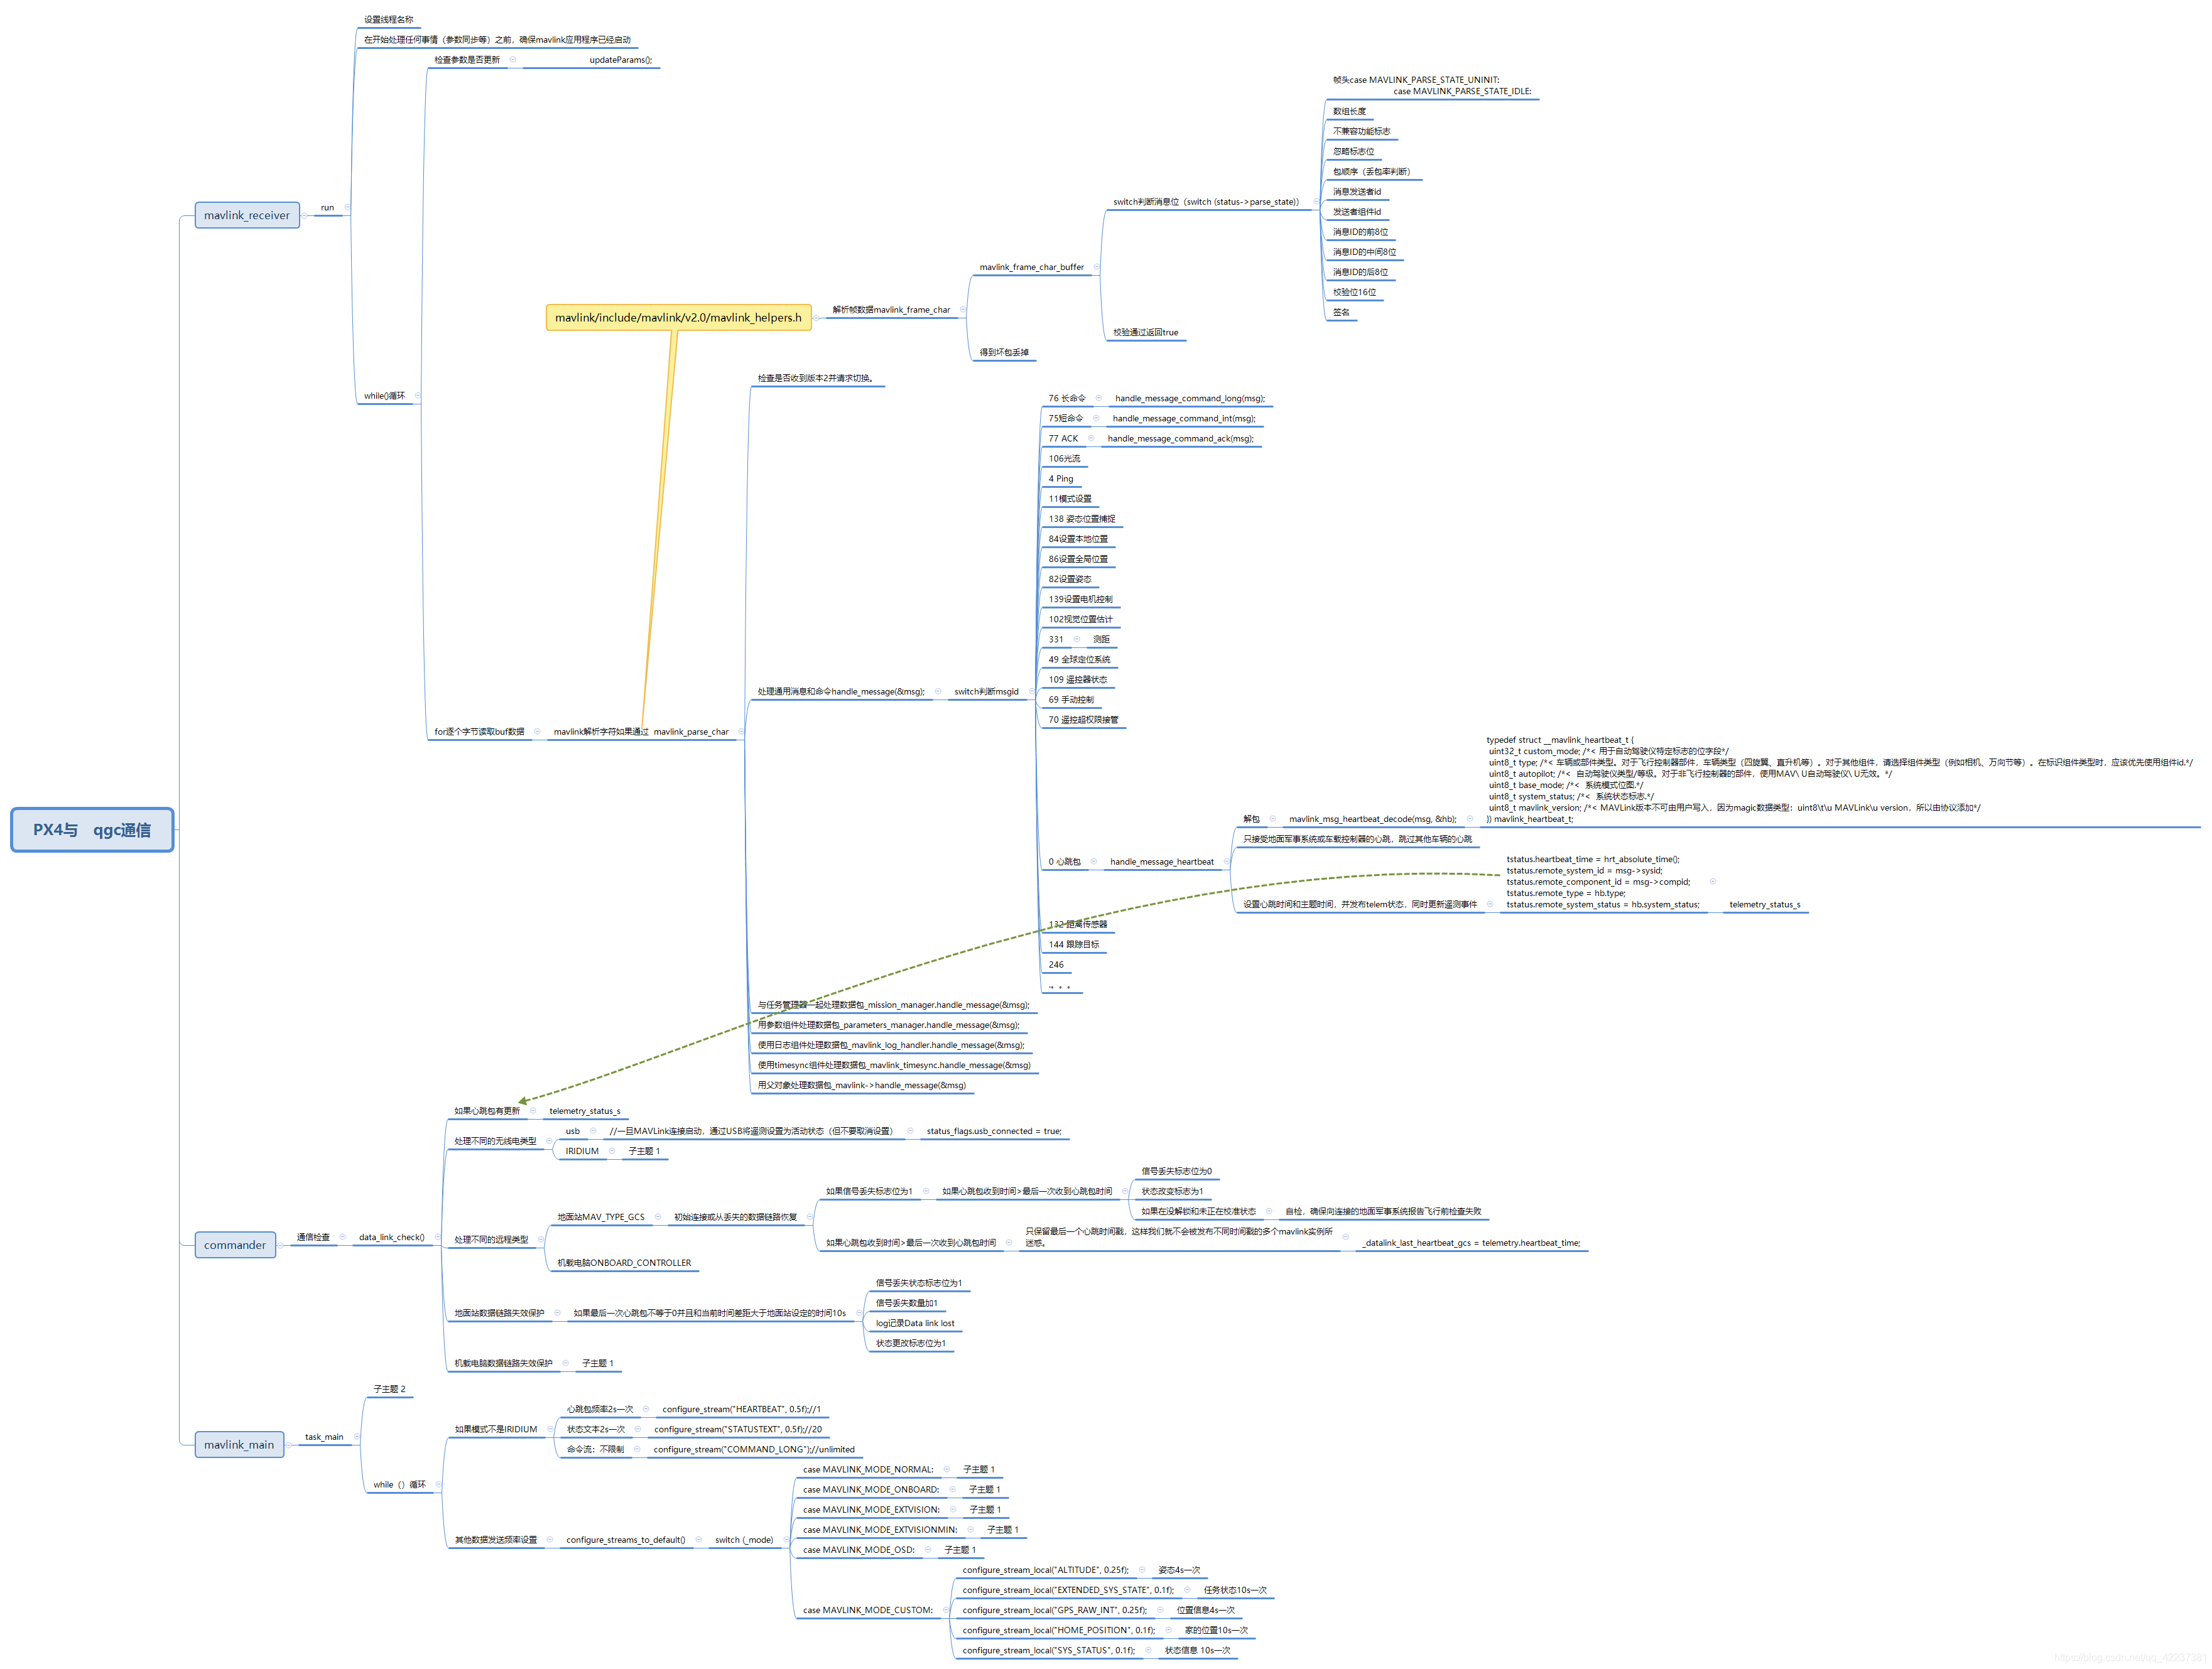 PX4与 qgc通信
mavlink_receiver
run
设置线程名称
在开始处理任何事情（参数同步等）之前，确保mavlink应用程序已经启动
while()循环
检查参数是否更新
updateParams();
for逐个字节读取buf数据
mavlink解析字符如果通过 mavlink_parse_char
mavlink/include/mavlink/v2.0/mavlink_helpers.h
解析帧数据mavlink_frame_char
mavlink_frame_char_buffer
switch判断消息位（switch (status->parse_state)）
帧头case MAVLINK_PARSE_STATE_UNINIT:
case MAVLINK_PARSE_STATE_IDLE:
数组长度
不兼容功能标志
忽略标志位
包顺序（丢包率判断）
消息发送者id
发送者组件id
消息ID的前8位
消息ID的中间8位
消息ID的后8位
校验位16位
签名
校验通过返回true
得到坏包丢掉
检查是否收到版本2并请求切换。
处理通用消息和命令handle_message(&msg);
switch判断msgid
76 长命令
handle_message_command_long(msg);
75短命令
handle_message_command_int(msg);
77 ACK
handle_message_command_ack(msg);
106光流
4 Ping
11模式设置
138 姿态位置捕捉
84设置本地位置
86设置全局位置
82设置姿态
139设置电机控制
102视觉位置估计
331
测距
49 全球定位系统
109 遥控器状态
69 手动控制
70 遥控超权限接管
0 心跳包
handle_message_heartbeat
解包
mavlink_msg_heartbeat_decode(msg, &hb);
typedef struct __mavlink_heartbeat_t {
uint32_t custom_mode; /*< 用于自动驾驶仪特定标志的位字段*/
uint8_t type; /*< 车辆或部件类型。对于飞行控制器部件，车辆类型（四旋翼、直升机等）。对于其他组件，请选择组件类型（例如相机、万向节等）。在标识组件类型时，应该优先使用组件id.*/
uint8_t autopilot; /*< 自动驾驶仪类型/等级。对于非飞行控制器的部件，使用MAV\ U自动驾驶仪\ U无效。*/
uint8_t base_mode; /*< 系统模式位图.*/
uint8_t system_status; /*< 系统状态标志.*/
uint8_t mavlink_version; /*< MAVLink版本不可由用户写入，因为magic数据类型：uint8\t\u MAVLink\u version，所以由协议添加*/
}) mavlink_heartbeat_t;
只接受地面军事系统或车载控制器的心跳，跳过其他车辆的心跳
设置心跳时间和主题时间，并发布telem状态，同时更新遥测事件
tstatus.heartbeat_time = hrt_absolute_time();
tstatus.remote_system_id = msg->sysid;
tstatus.remote_component_id = msg->compid;
tstatus.remote_type = hb.type;
tstatus.remote_system_status = hb.system_status;
telemetry_status_s
132 距离传感器
144 跟踪目标
246
。。。
与任务管理器一起处理数据包_mission_manager.handle_message(&msg);
用参数组件处理数据包_parameters_manager.handle_message(&msg);
使用日志组件处理数据包_mavlink_log_handler.handle_message(&msg);
使用timesync组件处理数据包_mavlink_timesync.handle_message(&msg)
用父对象处理数据包_mavlink->handle_message(&msg)
commander
通信检查
data_link_check()
如果心跳包有更新
telemetry_status_s
处理不同的无线电类型
usb
//一旦MAVLink连接启动，通过USB将遥测设置为活动状态（但不要取消设置）
status_flags.usb_connected = true;
IRIDIUM
子主题 1
处理不同的远程类型
地面站MAV_TYPE_GCS
初始连接或从丢失的数据链路恢复
如果信号丢失标志位为1
如果心跳包收到时间>最后一次收到心跳包时间
信号丢失标志位为0
状态改变标志为1
如果在没解锁和未正在校准状态
自检，确保向连接的地面军事系统报告飞行前检查失败
如果心跳包收到时间>最后一次收到心跳包时间
只保留最后一个心跳时间戳，这样我们就不会被发布不同时间戳的多个mavlink实例所
迷惑。
_datalink_last_heartbeat_gcs = telemetry.heartbeat_time;
机载电脑ONBOARD_CONTROLLER
地面站数据链路失效保护
如果最后一次心跳包不等于0并且和当前时间差距大于地面站设定的时间10s
信号丢失状态标志位为1
信号丢失数量加1
log记录Data link lost
状态更改标志位为1
机载电脑数据链路失效保护
子主题 1
mavlink_main
task_main
子主题 2
while（）循环
如果模式不是IRIDIUM
心跳包频率2s一次
configure_stream("HEARTBEAT", 0.5f);//1
状态文本2s一次
configure_stream("STATUSTEXT", 0.5f);//20
命令流：不限制
configure_stream("COMMAND_LONG");//unlimited
其他数据发送频率设置
configure_streams_to_default()
switch (_mode)
case MAVLINK_MODE_NORMAL:
子主题 1
case MAVLINK_MODE_ONBOARD:
子主题 1
case MAVLINK_MODE_EXTVISION:
子主题 1
case MAVLINK_MODE_EXTVISIONMIN:
子主题 1
case MAVLINK_MODE_OSD:
子主题 1
case MAVLINK_MODE_CUSTOM:
configure_stream_local("ALTITUDE", 0.25f);
姿态4s一次
configure_stream_local("EXTENDED_SYS_STATE", 0.1f);
任务状态10s一次
configure_stream_local("GPS_RAW_INT", 0.25f);
位置信息4s一次
configure_stream_local("HOME_POSITION", 0.1f);
家的位置10s一次
configure_stream_local("SYS_STATUS", 0.1f);
状态信息 10s一次
https://blog.csdn.net/qq_42237381